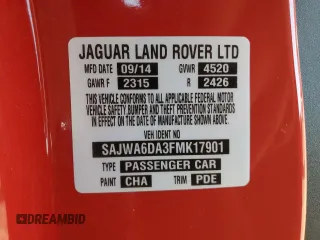 JAGUAR LAND ROVER LTD
MFD DATE 09/14 GVWR 4520
GAWR F 2315 R 2426
THIS VEHICLE CONFORMS TO ALL APPLICABLE FEDERAL MOTOR
VEHICLE SAFETY BUMPER AND THEFT PREVENTION STANDARDS
IN EFFECT ON THE DATE OF MANUFACTURE SHOWN ABOVE.
VEH IDENT NO
SAJWA6DA3FMK17901
TYPE PASSENGER CAR
PAINT CHA TRIM PDE
DREAMBID